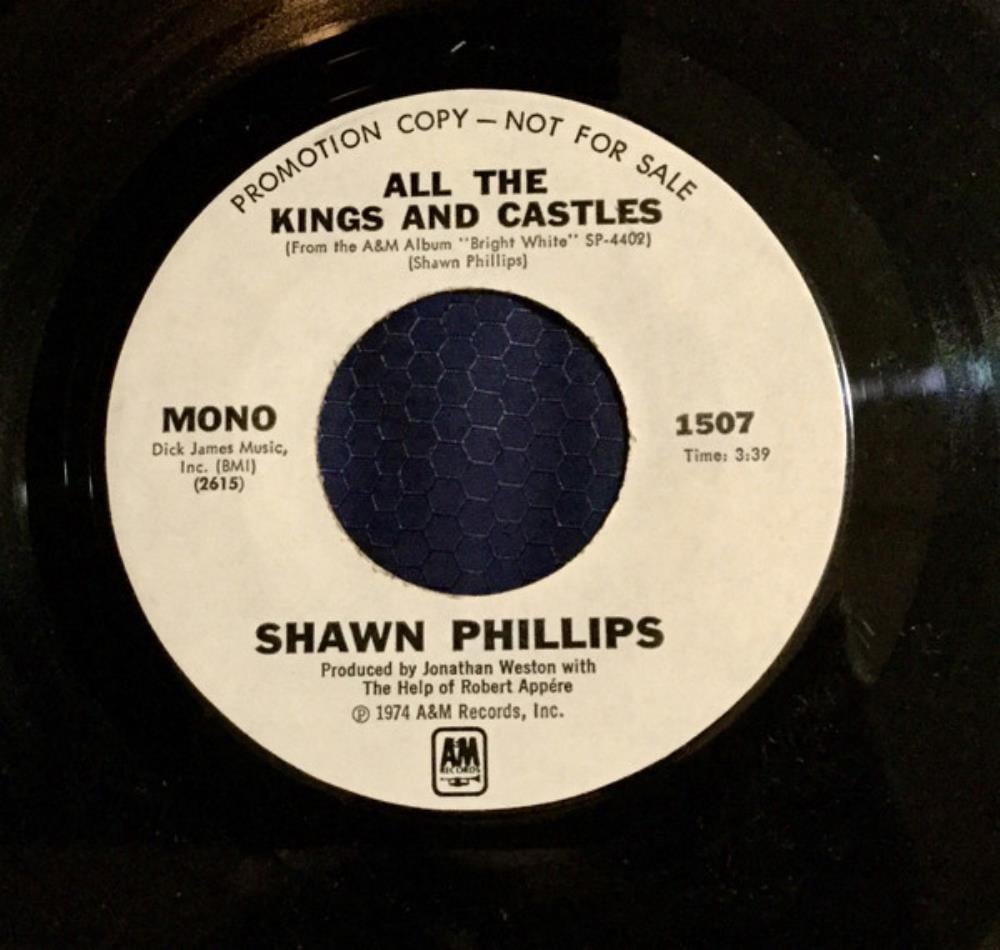 PROMOTION COPY — NOT FOR SALE
ALL THE
KINGS AND CASTLES
(From the A&M Album "Bright White" SP-4402)
(Shawn Phillips)
MONO
Dick James Music,
Inc. (BMI)
(2615)
1507
Time: 3:39
SHAWN PHILLIPS
Produced by Jonathan Weston with
The Help of Robert Appére
℗ 1974 A&M Records, Inc.
A&M
RECORDS